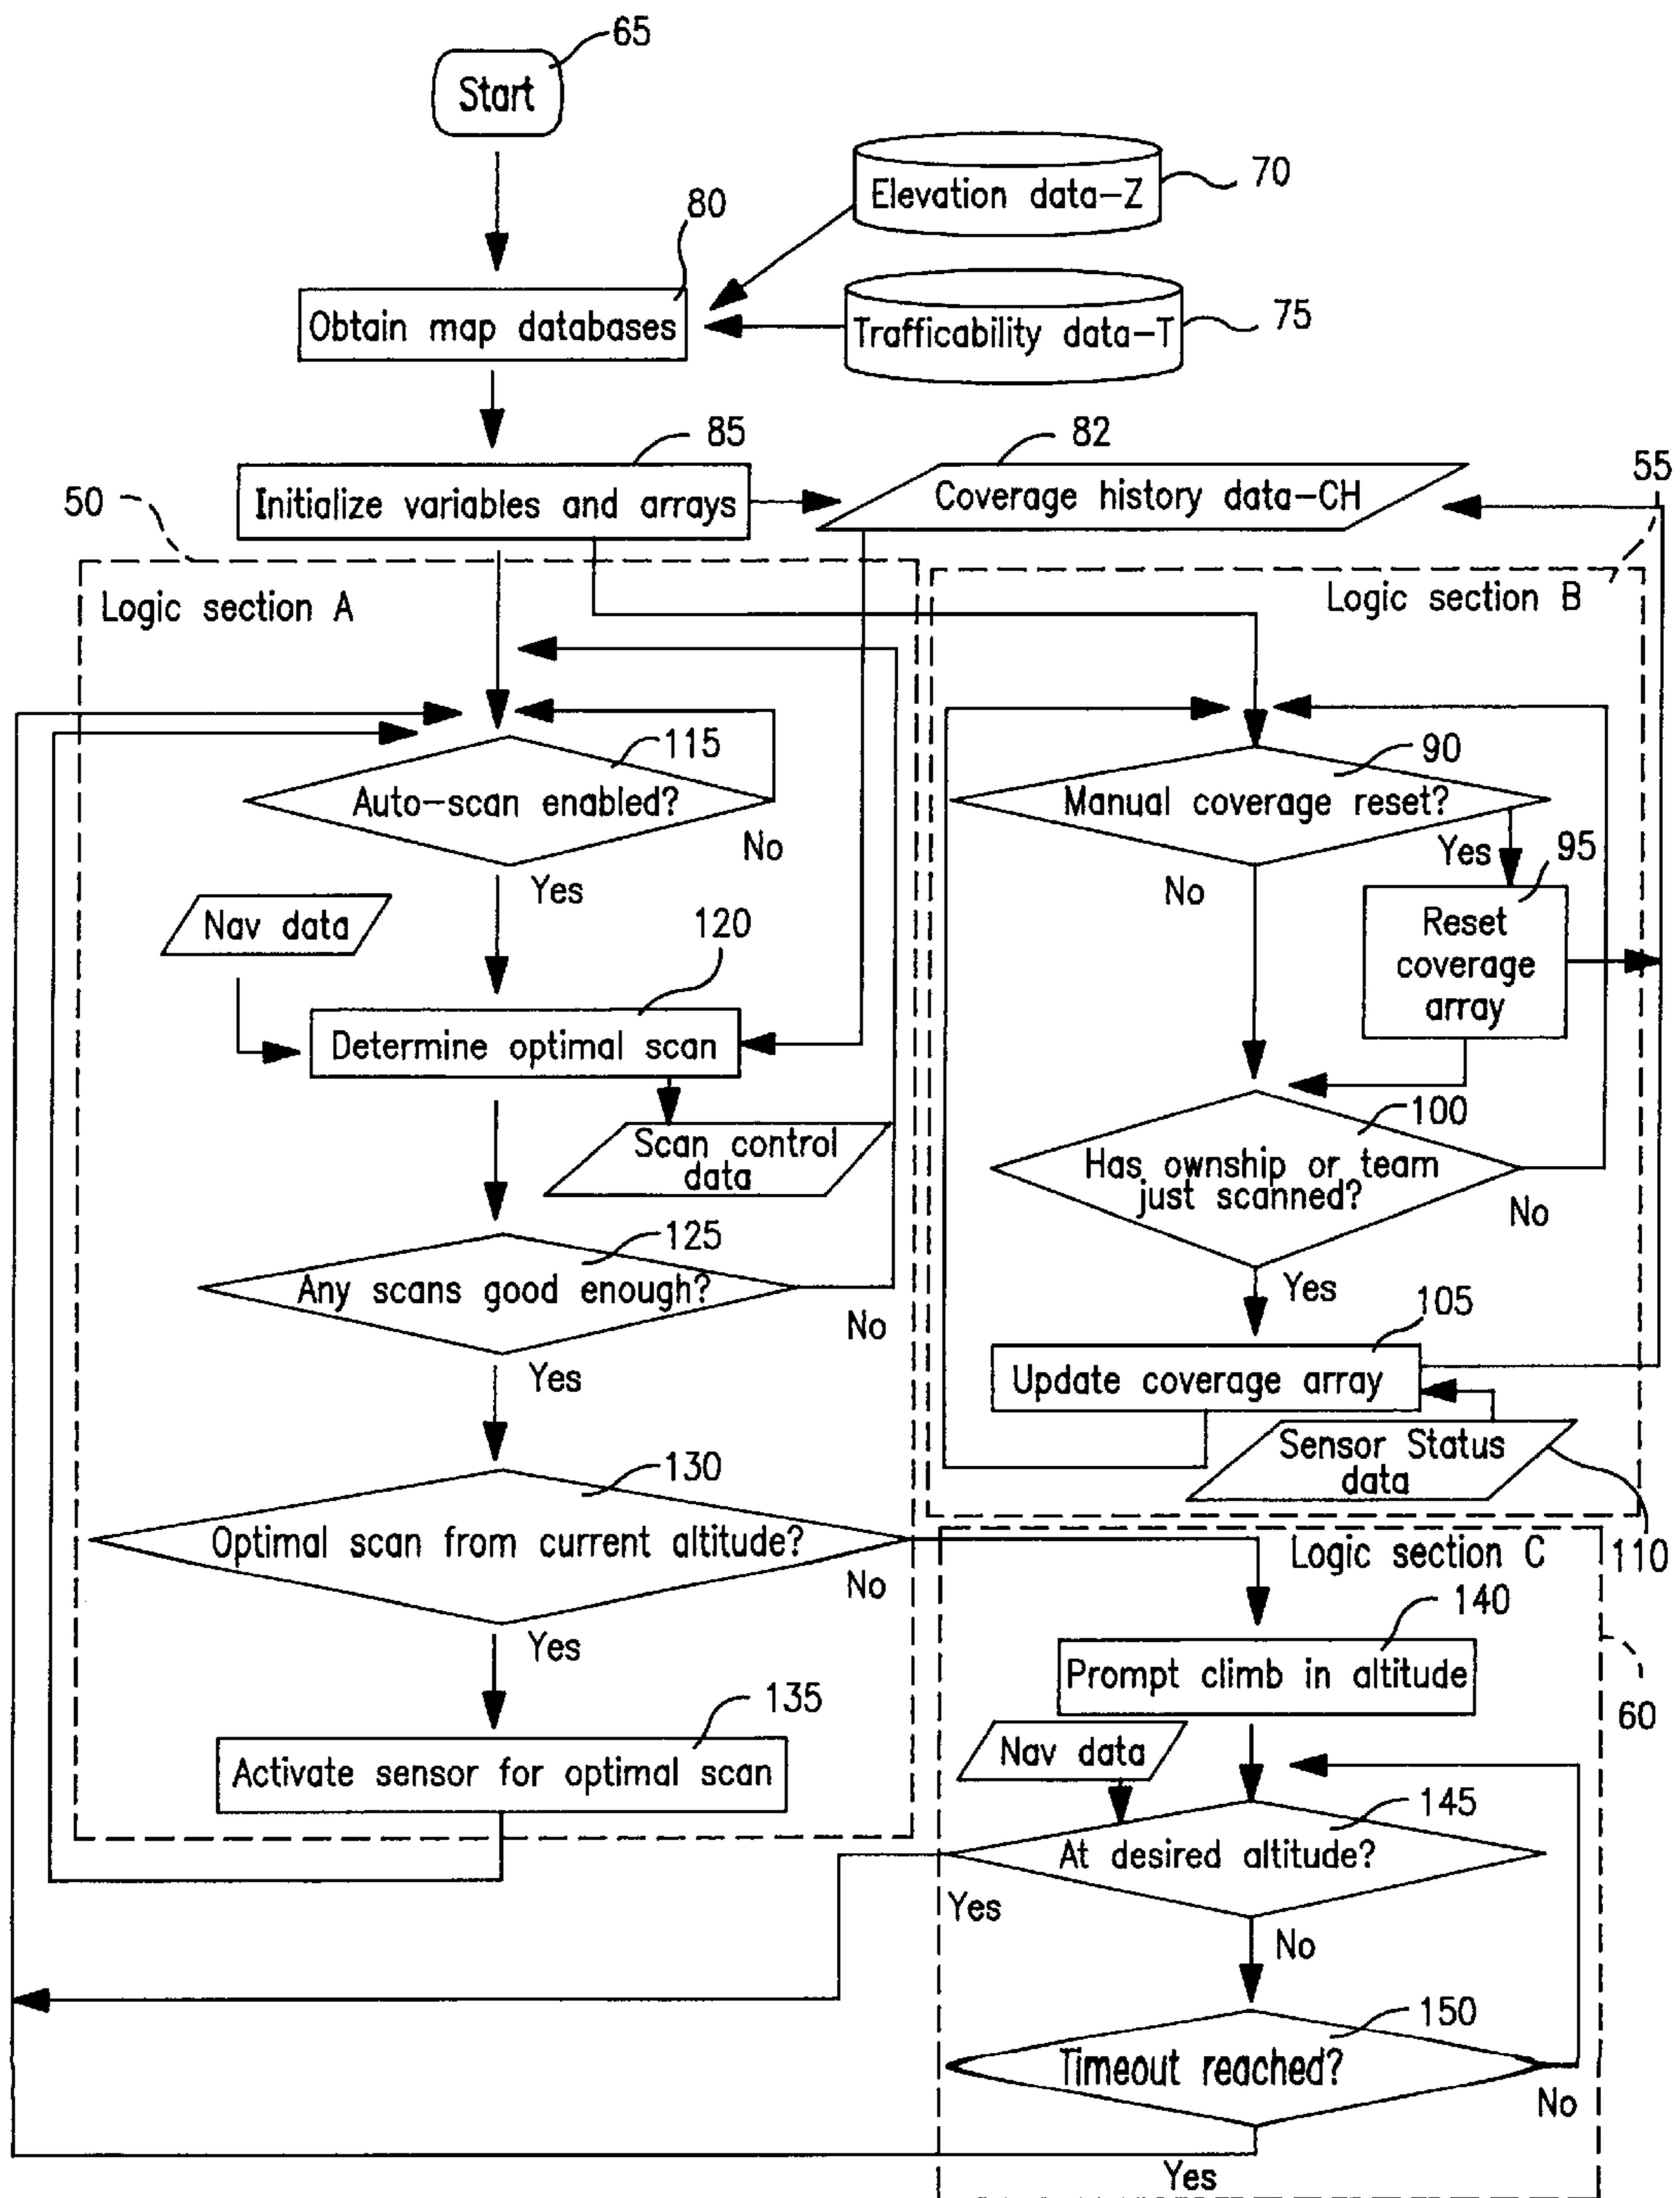 65
Start
Elevation data-Z
70
80
Obtain map databases
Trafficability data-T
75
85
82
55
50
Initialize variables and arrays
Coverage history data-CH
Logic section A
Logic section B
115
Auto-scan enabled?
No
Yes
90
Manual coverage reset?
Yes
No
95
Reset
coverage
array
Nav data
120
Determine optimal scan
Scan control
data
100
Has ownship or team
just scanned?
No
Yes
125
Any scans good enough?
No
Yes
105
Update coverage array
Sensor Status
data
110
130
Optimal scan from current altitude?
No
Yes
Logic section C
140
Prompt climb in altitude
60
135
Activate sensor for optimal scan
Nav data
145
At desired altitude?
Yes
No
150
Timeout reached?
No
Yes